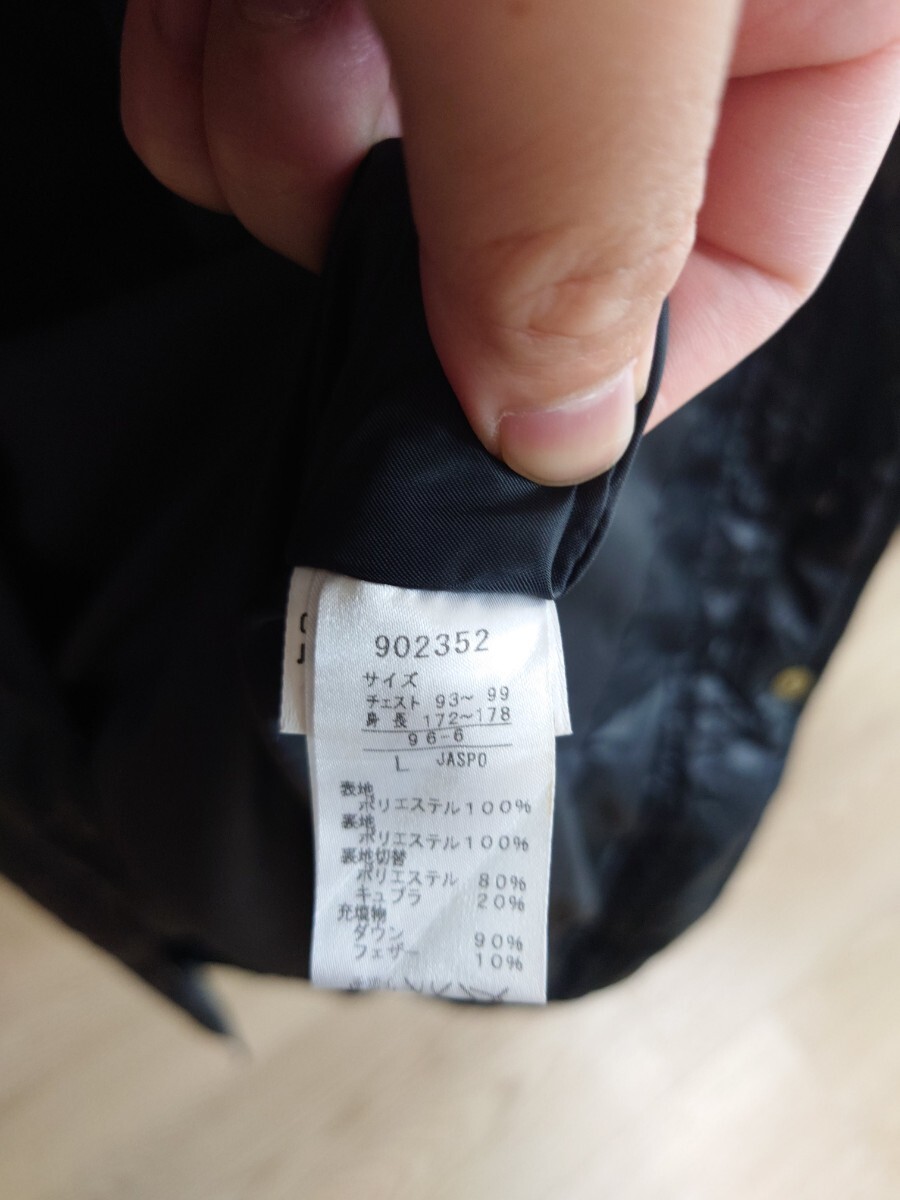 902352
サイズ
チェスト 93～ 99
身長 172～178
96-6
L JASPO
表地
ポリエステル100%
裏地
ポリエステル100%
裏地切替
ポリエステル 80%
キュプラ 20%
充填物
ダウン 90%
フェザー 10%